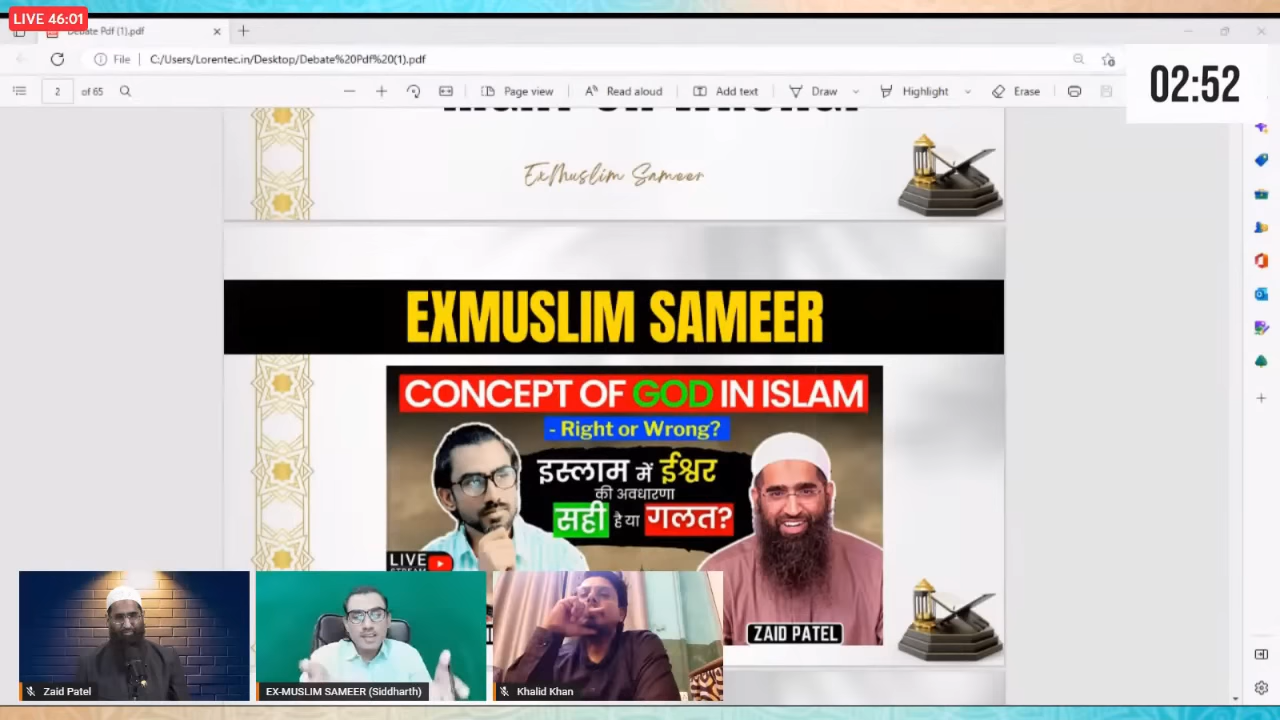 LIVE 46:01
Debate Pdf (1).pdf
File
C:/Users/Lorentec.in/Desktop/Debate%20Pdf%20(1).pdf
2 of 65
Page view
Read aloud
Add text
Draw
Highlight
Erase
02:52
ExMuslim Sameer
EXMUSLIM SAMEER
CONCEPT OF GOD IN ISLAM
- Right or Wrong?
इस्लाम में ईश्वर
की अवधारणा
सही है या गलत?
LIVE
ZAID PATEL
Zaid Patel
EX-MUSLIM SAMEER (Siddharth)
Khalid Khan